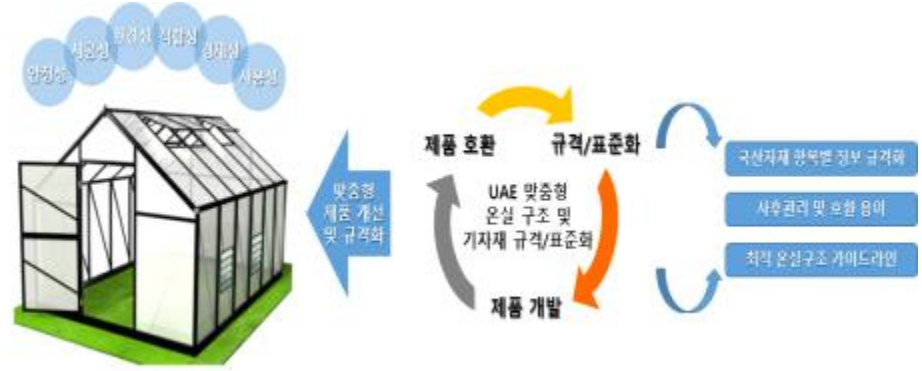 안정성
시공성
환경성
적합성
경제성
사용성
제품 호환
규격/표준화
UAE 맞춤형
온실 구조 및
기자재 규격/표준화
제품 개발
맞춤형
제품 개선
및 규격화
국산자재 항목별 정보 규격화
사후관리 및 호환 용이
최적 온실구조 가이드라인